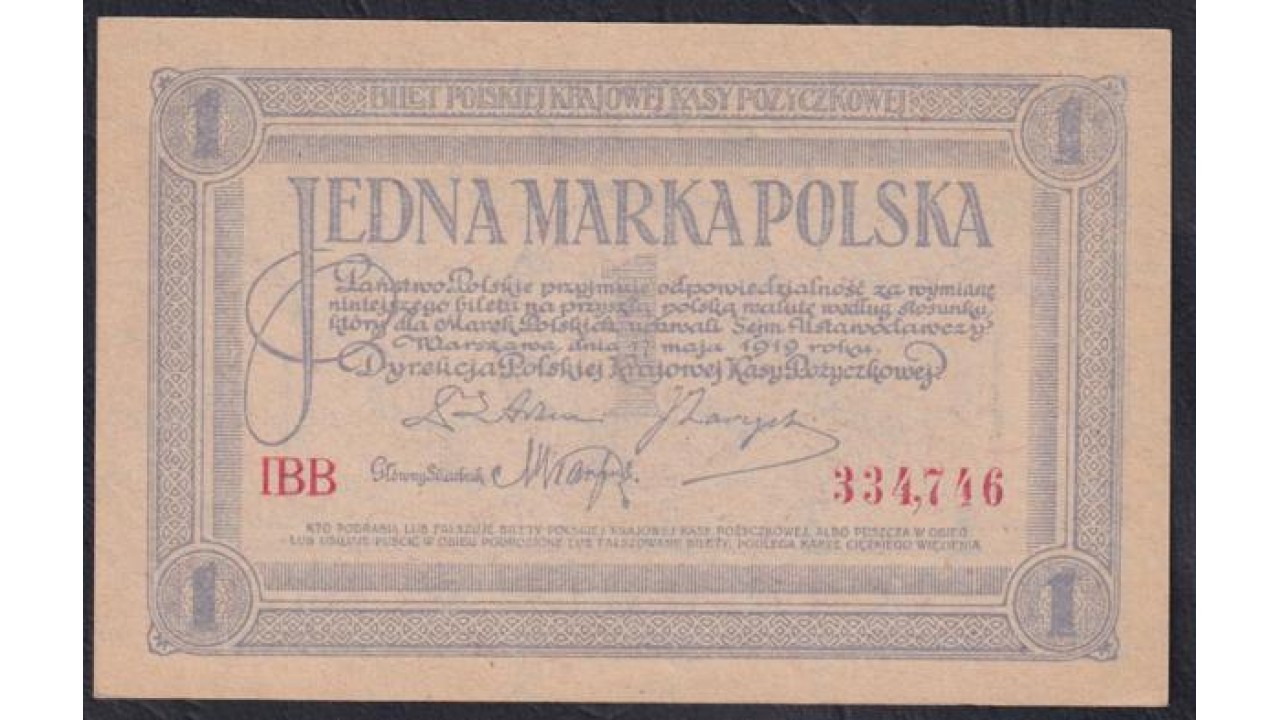 1 BILET POLSKIEJ KRAJOWEJ KASY POŻYCZKOWEJ 1
JEDNA MARKA POLSKA
1
Państwo Polskie przyjmuje odpowiedzialność za wymianę
niniejszego biletu na przyszłą polską walutę według stosunku,
który dla Marek Polskich uchwali Sejm Ustawodawczy.
Warszawa, dnia 17 maja 1919 roku.
Dyrekcja Polskiej Krajowej Kasy Pożyczkowej
IBB Główny Skarbnik 334,746
KTO PODRABIA LUB FAŁSZUJE BILETY POLSKIEJ KRAJOWEJ KASY POŻYCZKOWEJ, ALBO PUSZCZA W OBIEG
LUB USIŁUJE PUŚCIĆ W OBIEG PODROBIONE LUB FAŁSZOWANE BILETY, PODLEGA KARZE CIĘŻKIEGO WIĘZIENIA
1 1